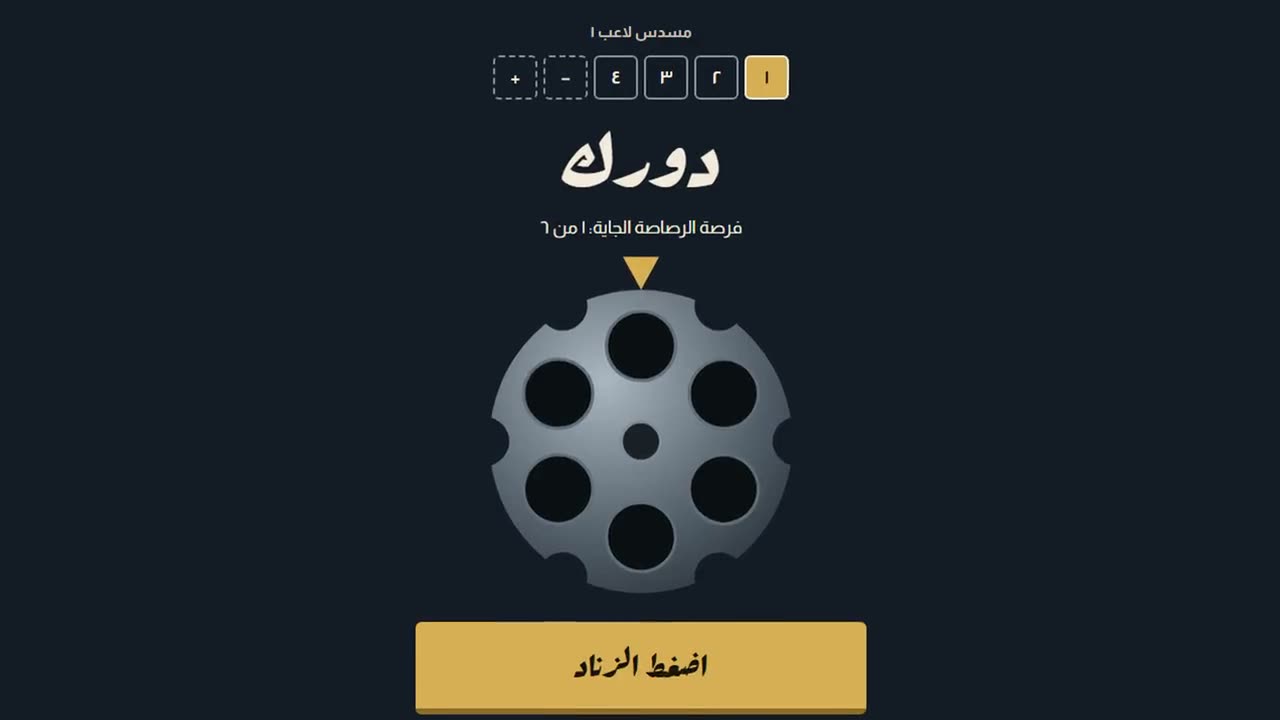 مسدس لاعب ١
١ ٢ ٣ ٤ − +
دورك
فرصة الرصاصة الجاية: ١ من ٦
اضغط الزناد